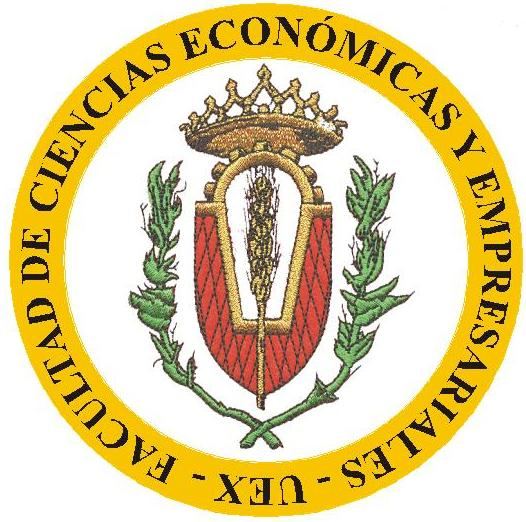 FACULTAD DE CIENCIAS ECONÓMICAS Y EMPRESARIALES - UEX -